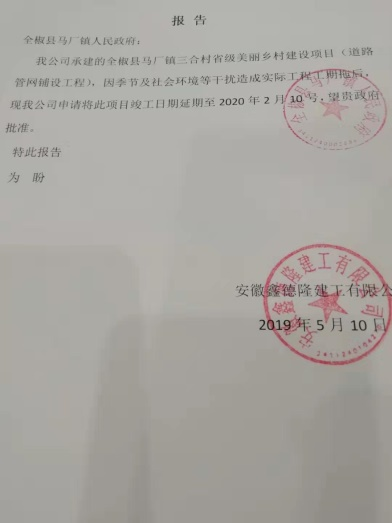 报 告
全椒县马厂镇人民政府：
我公司承建的全椒县马厂镇三合村省级美丽乡村建设项目（道路
管网铺设工程），因季节及社会环境等干扰造成实际工程工期拖后，
现我公司申请将此项目竣工日期延期至 2020 年 2 月 10 号，望贵政府
批准。
特此报告
为 盼
安徽鑫德隆建工有限公
2019 年 5 月 10 日